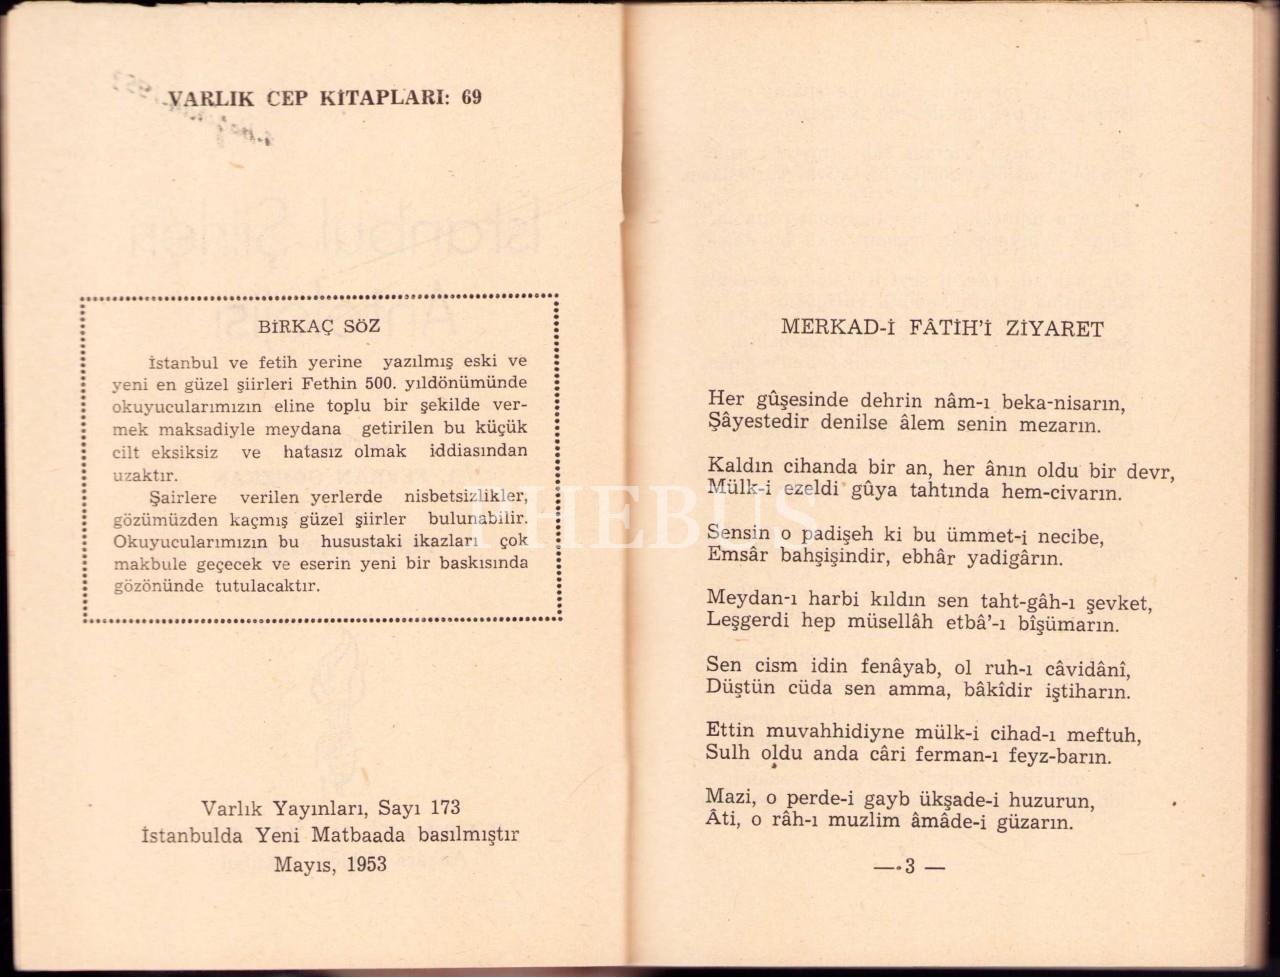 VARLIK CEP KİTAPLARI: 69
BİRKAÇ SÖZ
İstanbul ve fetih yerine yazılmış eski ve
yeni en güzel şiirleri Fethin 500. yıldönümünde
okuyucularımızın eline toplu bir şekilde ver-
mek maksadiyle meydana getirilen bu küçük
cilt eksiksiz ve hatasız olmak iddiasından
uzaktır.
Şairlere verilen yerlerde nisbetsizlikler,
gözümüzden kaçmış güzel şiirler bulunabilir.
Okuyucularımızın bu husustaki ikazları çok
makbule geçecek ve eserin yeni bir baskısında
gözönünde tutulacaktır.
Varlık Yayınları, Sayı 173
İstanbulda Yeni Matbaada basılmıştır
Mayıs, 1953
MERKAD-İ FÂTİH'İ ZİYARET
Her gûşesinde dehrin nâm-ı beka-nisarın,
Şâyestedir denilse âlem senin mezarın.
Kaldın cihanda bir an, her ânın oldu bir devr,
Mülk-i ezeldi gûya tahtında hem-civarın.
Sensin o padişeh ki bu ümmet-i necibe,
Emsâr bahşişindir, ebhâr yadigârın.
Meydan-ı harbi kıldın sen taht-gâh-ı şevket,
Leşgerdi hep müsellâh etbâ'-ı bîşümarın.
Sen cism idin fenâyab, ol ruh-ı câvidânî,
Düştün cüda sen amma, bâkîdir iştiharın.
Ettin muvahhidiyne mülk-i cihad-ı meftuh,
Sulh oldu anda câri ferman-ı feyz-barın.
Mazi, o perde-i gayb ükşade-i huzurun,
Âti, o râh-ı muzlim âmâde-i güzarın.
— 3 —
PHEBUS